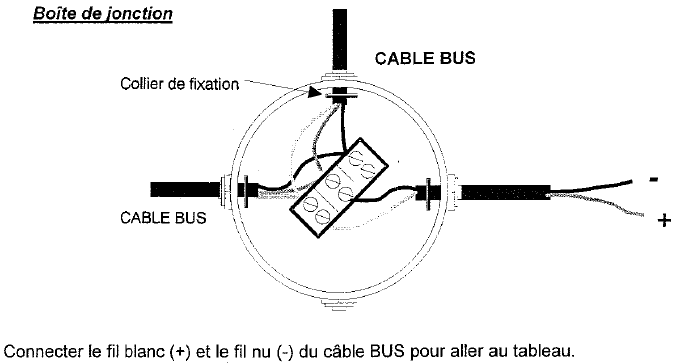 Boîte de jonction
CABLE BUS
Collier de fixation
CABLE BUS
-
+
Connecter le fil blanc (+) et le fil nu (-) du câble BUS pour aller au tableau.